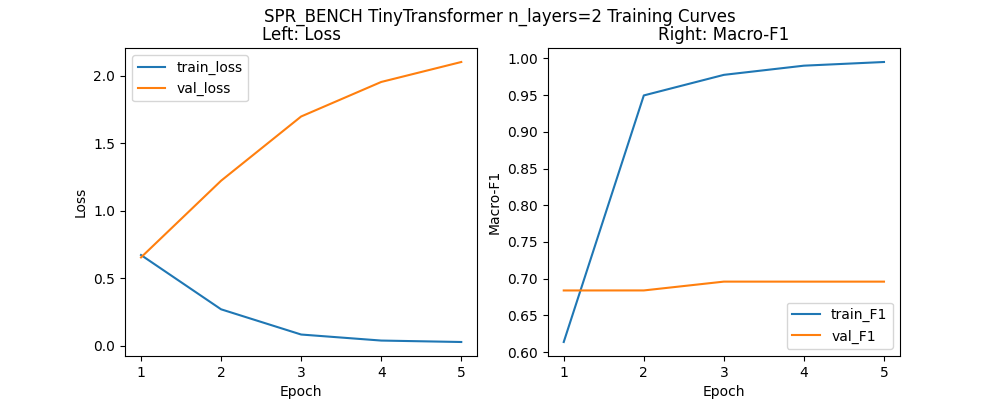 SPR_BENCH TinyTransformer n_layers=2 Training Curves
Left: Loss
train_loss
val_loss
2.0
1.5
1.0
0.5
0.0
Loss
1 2 3 4 5
Epoch
Right: Macro-F1
1.00
0.95
0.90
0.85
0.80
0.75
0.70
0.65
0.60
Macro-F1
train_F1
val_F1
1 2 3 4 5
Epoch